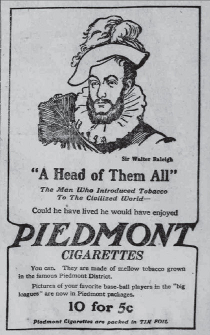 Sir Walter Raleigh
"A Head of Them All"
The Man Who Introduced Tobacco
To The Civilized World—
Could he have lived he would have enjoyed
PIEDMONT
CIGARETTES
You can. They are made of mellow tobacco grown
in the famous Piedmont District.
Pictures of your favorite base-ball players in the "big
leagues" are now in Piedmont packages.
10 for 5c
Piedmont Cigarettes are packed in TIN FOIL